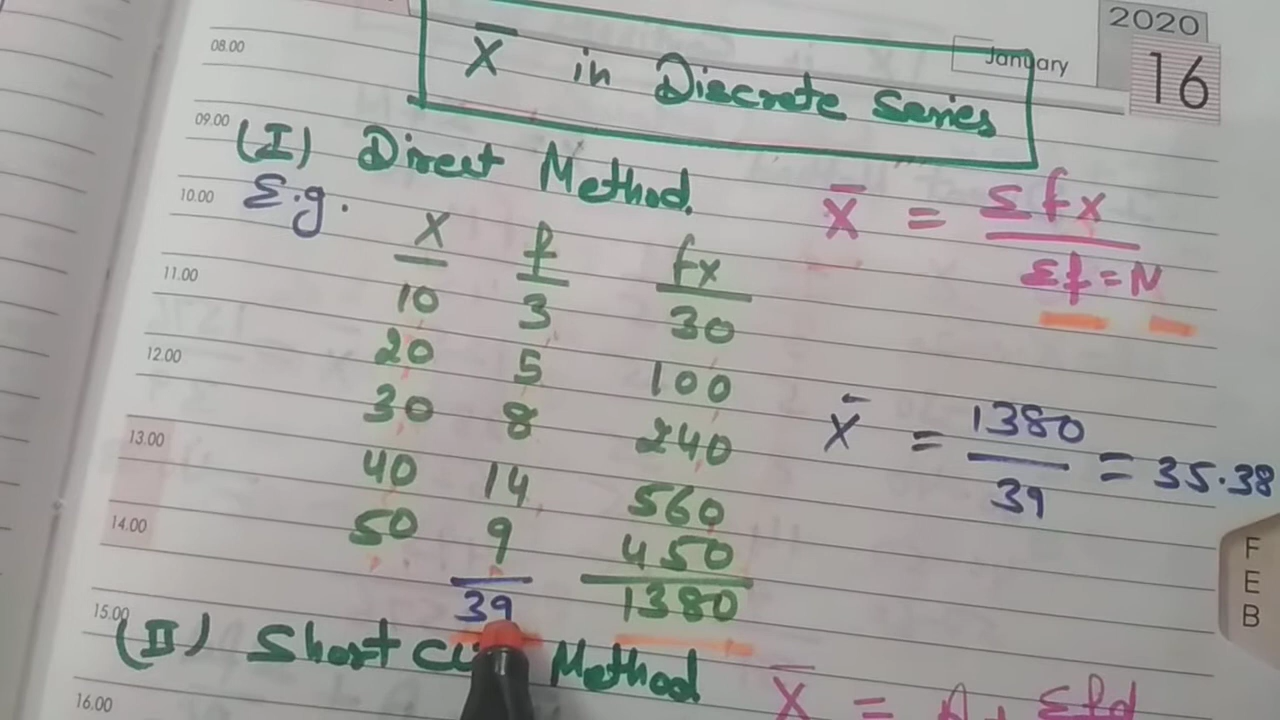 2020
January 16
08.00
X̄ in Discrete Series
09.00
(I) Direct Method.
10.00
E.g.
X̄ = Σfx / Σf = N
X f fx
11.00
10 3 30
20 5 100
12.00
30 8 240
X̄ = 1380 / 39 = 35.38
13.00
40 14 560
14.00
50 9 450
39 1380
15.00
(II) Short Method
X̄ = Σfd
16.00
F
E
B